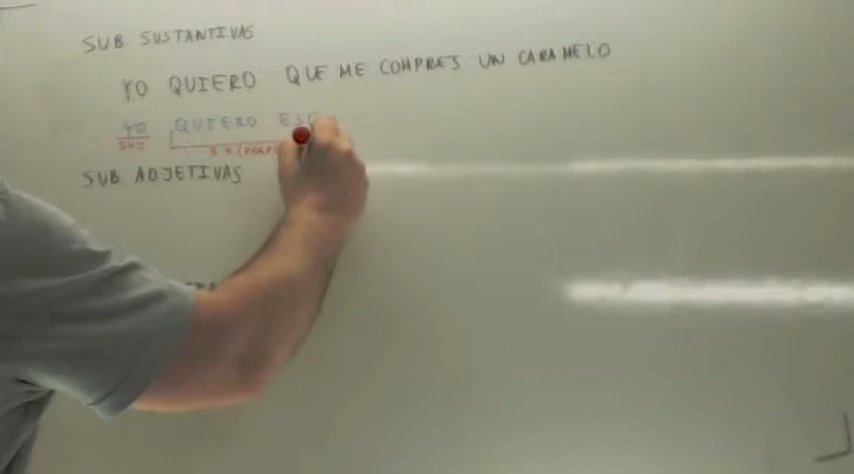 SUB SUSTANTIVAS
YO QUIERO QUE ME COMPRES UN CARAMELO
YO QUIERO
SUJ
SUB ADJETIVAS